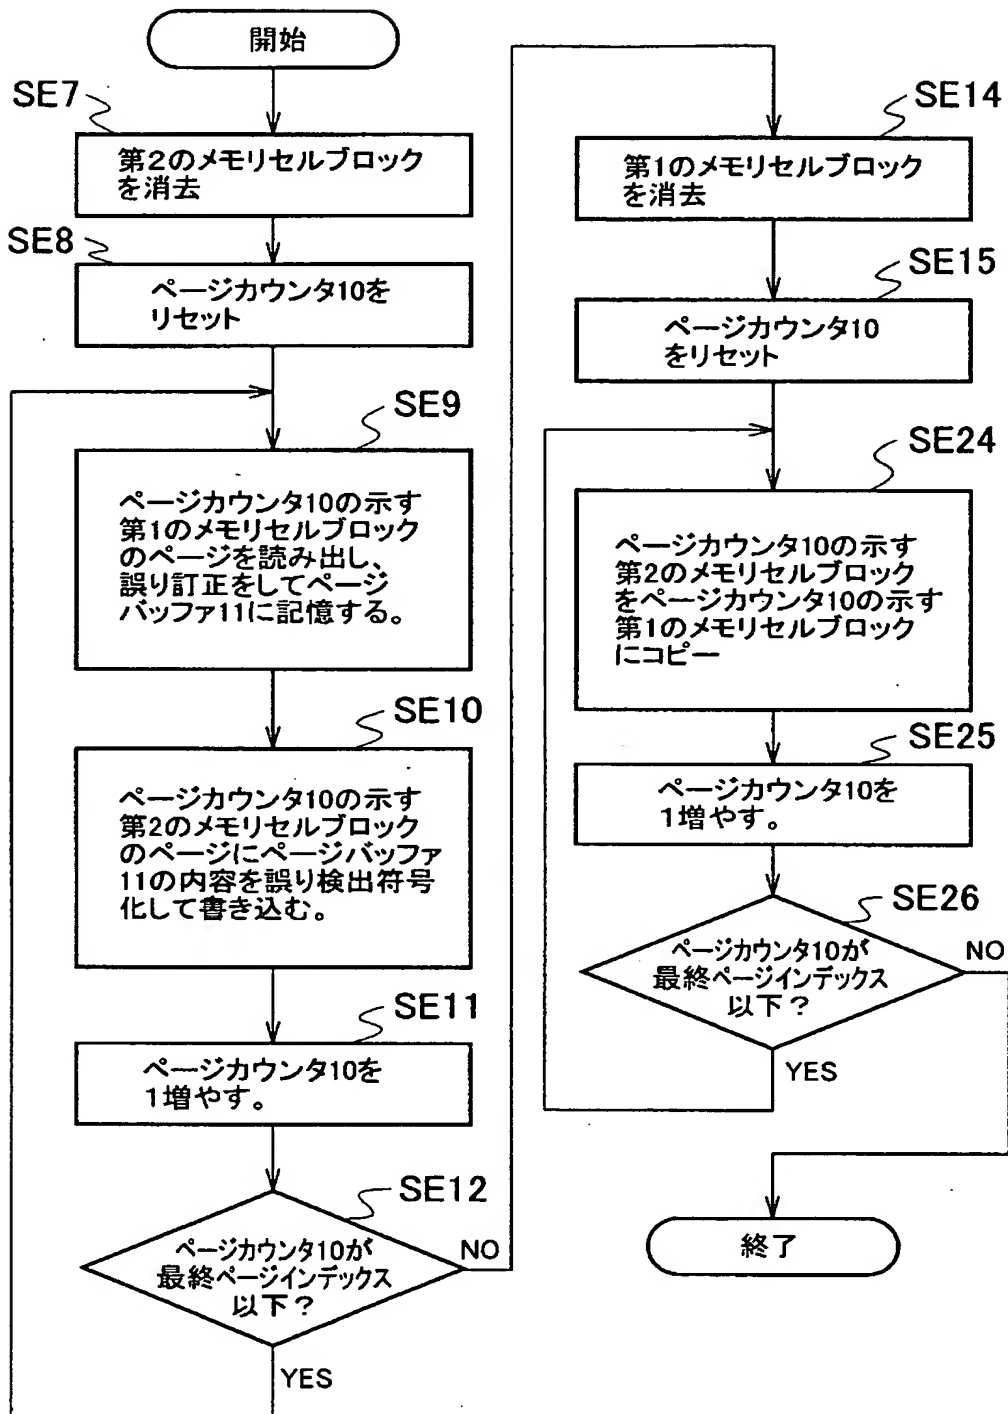 開始
SE7
第2のメモリセルブロック
を消去
SE8
ページカウンタ10を
リセット
SE9
ページカウンタ10の示す
第1のメモリセルブロック
のページを読み出し、
誤り訂正をしてページ
バッファ11に記憶する。
SE10
ページカウンタ10の示す
第2のメモリセルブロック
のページにページバッファ
11の内容を誤り検出符号
化して書き込む。
SE11
ページカウンタ10を
1増やす。
SE12
ページカウンタ10が
最終ページインデックス
以下？
NO
YES
SE14
第1のメモリセルブロック
を消去
SE15
ページカウンタ10
をリセット
SE24
ページカウンタ10の示す
第2のメモリセルブロック
をページカウンタ10の示す
第1のメモリセルブロック
にコピー
SE25
ページカウンタ10を
1増やす。
SE26
ページカウンタ10が
最終ページインデックス
以下？
NO
YES
終了